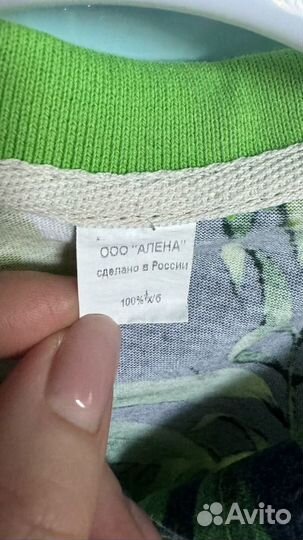 ООО "АЛЕНА"
сделано в России
100% х/б
Avito